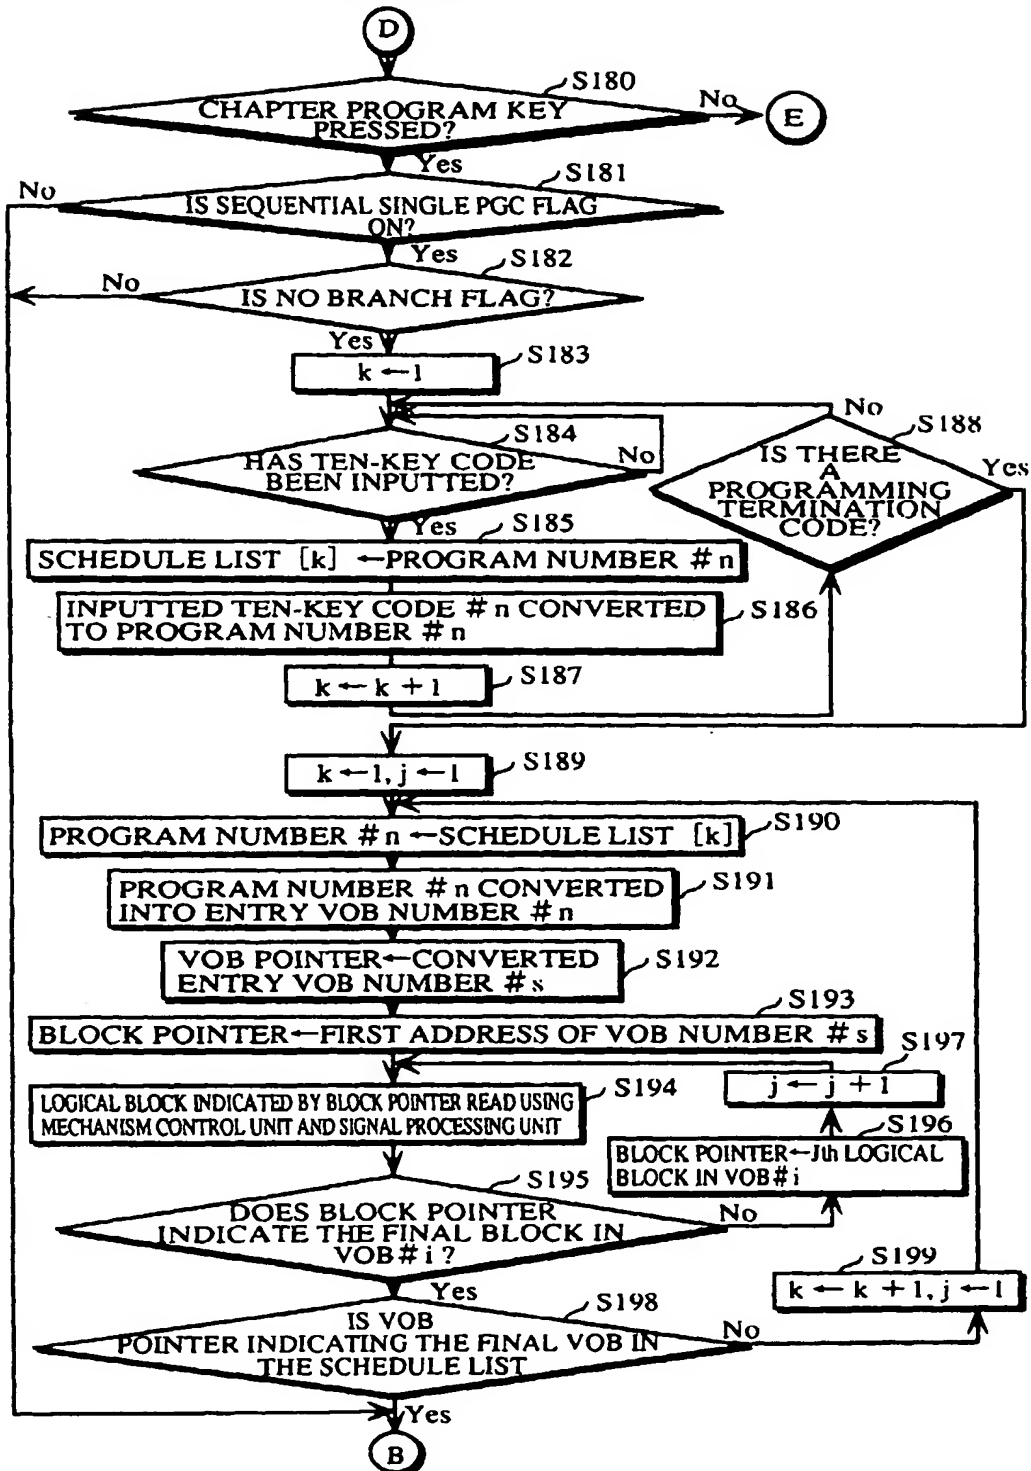 D
S180
CHAPTER PROGRAM KEY
PRESSED?
No
E
Yes
S181
No
IS SEQUENTIAL SINGLE PGC FLAG
ON?
Yes
S182
No
IS NO BRANCH FLAG?
Yes
S183
k ← 1
No
S184
S188
HAS TEN-KEY CODE
BEEN INPUTTED?
No
IS THERE
A
PROGRAMMING
TERMINATION
CODE?
Yes
Yes
S185
SCHEDULE LIST [k] ← PROGRAM NUMBER # n
INPUTTED TEN-KEY CODE # n CONVERTED
TO PROGRAM NUMBER # n
S186
k ← k + 1
S187
k ← 1, j ← 1
S189
PROGRAM NUMBER # n ← SCHEDULE LIST [k]
S190
PROGRAM NUMBER # n CONVERTED
INTO ENTRY VOB NUMBER # n
S191
VOB POINTER ← CONVERTED
ENTRY VOB NUMBER # s
S192
S193
BLOCK POINTER ← FIRST ADDRESS OF VOB NUMBER # s
S197
j ← j + 1
S194
LOGICAL BLOCK INDICATED BY BLOCK POINTER READ USING
MECHANISM CONTROL UNIT AND SIGNAL PROCESSING UNIT
S196
BLOCK POINTER ← Jth LOGICAL
BLOCK IN VOB # i
S195
DOES BLOCK POINTER
INDICATE THE FINAL BLOCK IN
VOB # i ?
No
S199
k ← k + 1, j ← 1
Yes
S198
IS VOB
POINTER INDICATING THE FINAL VOB IN
THE SCHEDULE LIST
No
Yes
B